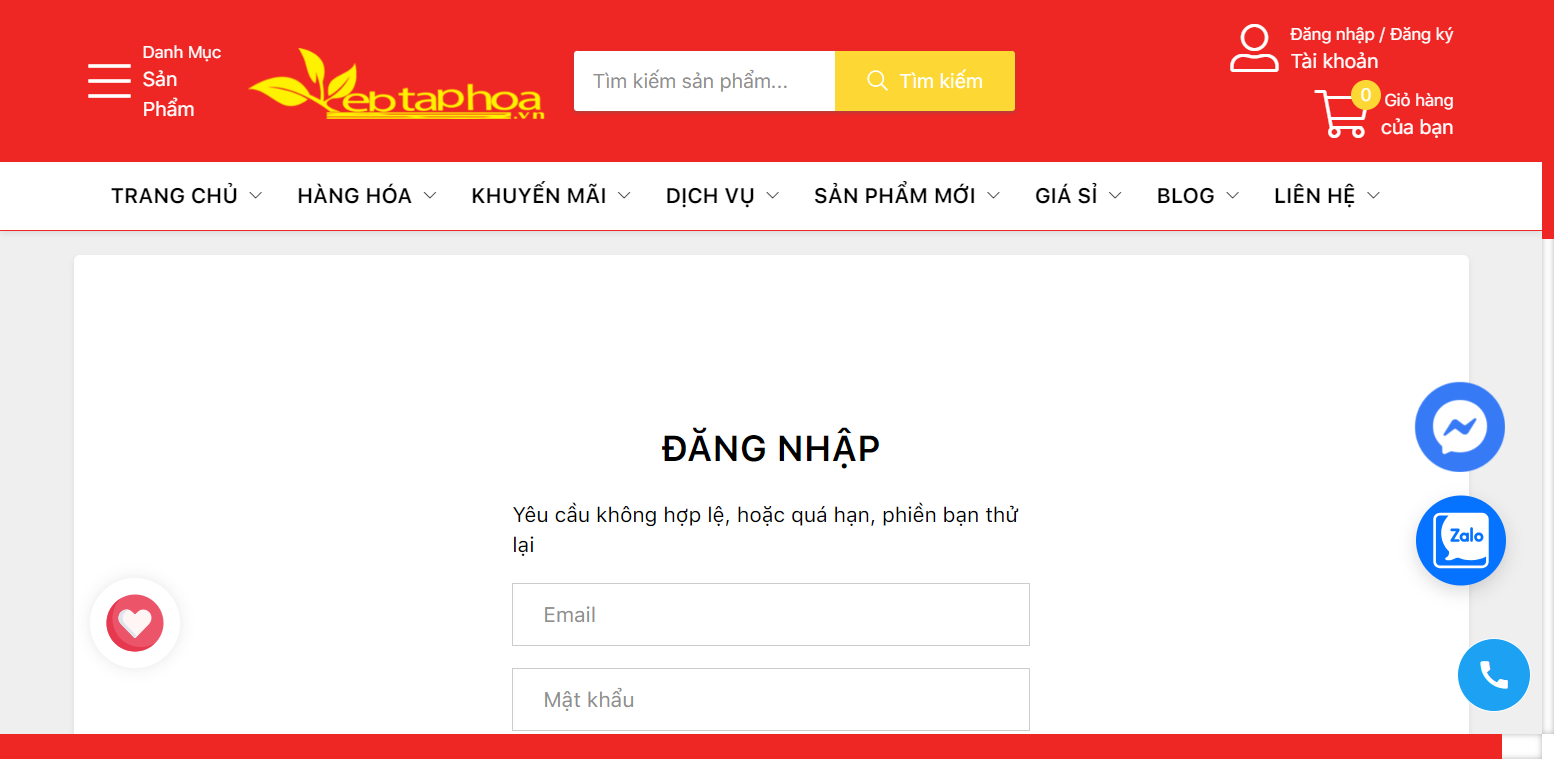 Danh Mục
Sản
Phẩm
ebtaphoa
.vn
Tìm kiếm sản phẩm...
Tìm kiếm
Đăng nhập / Đăng ký
Tài khoản
0
Giỏ hàng
của bạn
TRANG CHỦ
HÀNG HÓA
KHUYẾN MÃI
DỊCH VỤ
SẢN PHẨM MỚI
GIÁ SỈ
BLOG
LIÊN HỆ
ĐĂNG NHẬP
Yêu cầu không hợp lệ, hoặc quá hạn, phiền bạn thử
lại
Email
Mật khẩu
Zalo